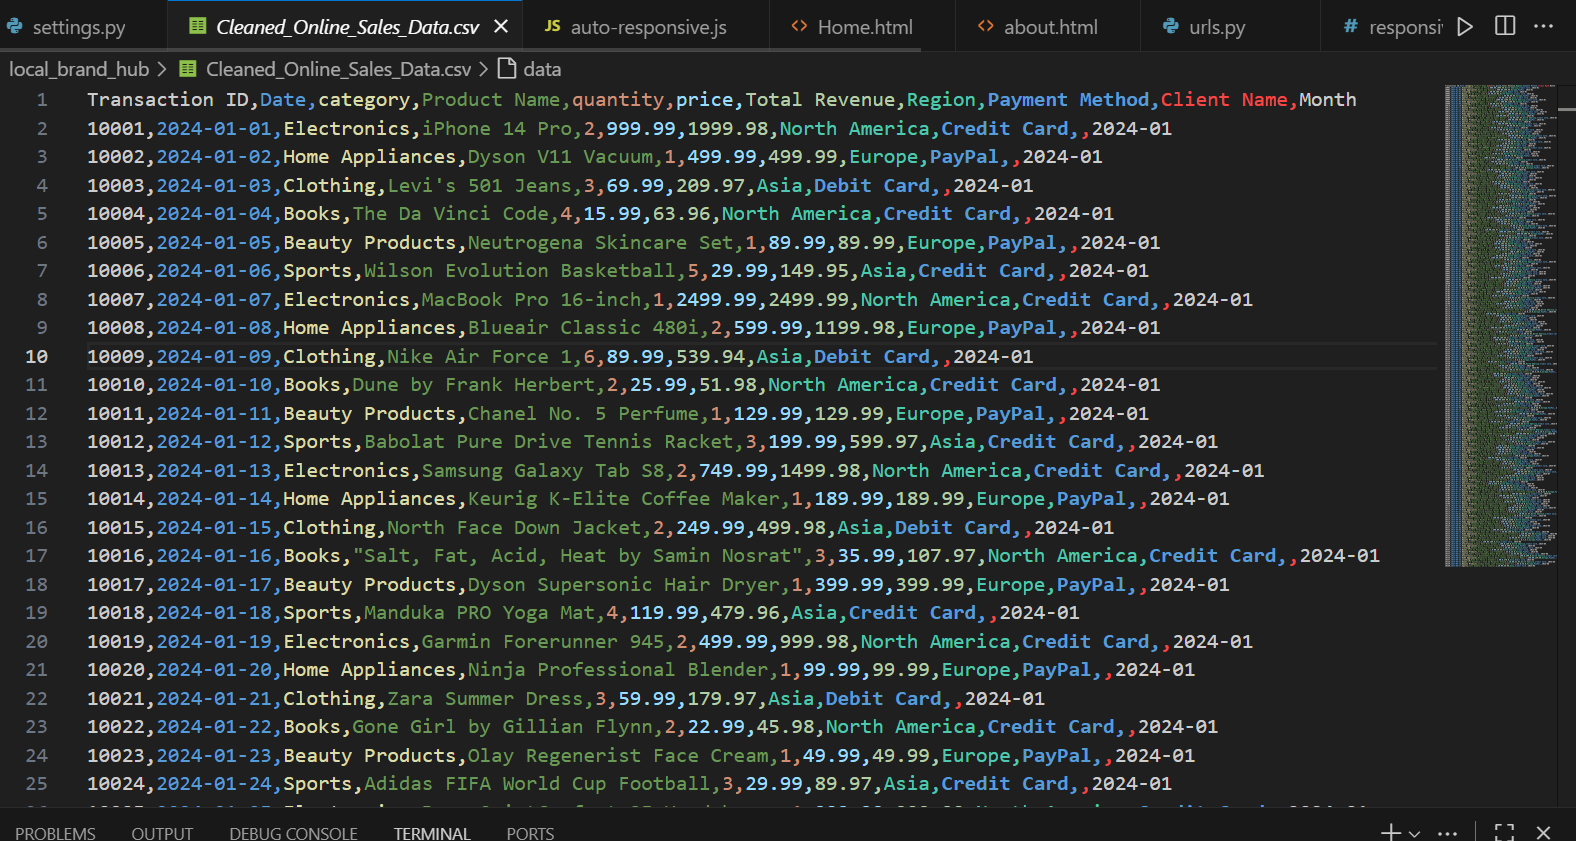 settings.py Cleaned_Online_Sales_Data.csv JS auto-responsive.js <> Home.html <> about.html urls.py # responsi
local_brand_hub > Cleaned_Online_Sales_Data.csv > data
1 Transaction ID,Date,category,Product Name,quantity,price,Total Revenue,Region,Payment Method,Client Name,Month
2 10001,2024-01-01,Electronics,iPhone 14 Pro,2,999.99,1999.98,North America,Credit Card,,2024-01
3 10002,2024-01-02,Home Appliances,Dyson V11 Vacuum,1,499.99,499.99,Europe,PayPal,,2024-01
4 10003,2024-01-03,Clothing,Levi's 501 Jeans,3,69.99,209.97,Asia,Debit Card,,2024-01
5 10004,2024-01-04,Books,The Da Vinci Code,4,15.99,63.96,North America,Credit Card,,2024-01
6 10005,2024-01-05,Beauty Products,Neutrogena Skincare Set,1,89.99,89.99,Europe,PayPal,,2024-01
7 10006,2024-01-06,Sports,Wilson Evolution Basketball,5,29.99,149.95,Asia,Credit Card,,2024-01
8 10007,2024-01-07,Electronics,MacBook Pro 16-inch,1,2499.99,2499.99,North America,Credit Card,,2024-01
9 10008,2024-01-08,Home Appliances,Blueair Classic 480i,2,599.99,1199.98,Europe,PayPal,,2024-01
10 10009,2024-01-09,Clothing,Nike Air Force 1,6,89.99,539.94,Asia,Debit Card,,2024-01
11 10010,2024-01-10,Books,Dune by Frank Herbert,2,25.99,51.98,North America,Credit Card,,2024-01
12 10011,2024-01-11,Beauty Products,Chanel No. 5 Perfume,1,129.99,129.99,Europe,PayPal,,2024-01
13 10012,2024-01-12,Sports,Babolat Pure Drive Tennis Racket,3,199.99,599.97,Asia,Credit Card,,2024-01
14 10013,2024-01-13,Electronics,Samsung Galaxy Tab S8,2,749.99,1499.98,North America,Credit Card,,2024-01
15 10014,2024-01-14,Home Appliances,Keurig K-Elite Coffee Maker,1,189.99,189.99,Europe,PayPal,,2024-01
16 10015,2024-01-15,Clothing,North Face Down Jacket,2,249.99,499.98,Asia,Debit Card,,2024-01
17 10016,2024-01-16,Books,"Salt, Fat, Acid, Heat by Samin Nosrat",3,35.99,107.97,North America,Credit Card,,2024-01
18 10017,2024-01-17,Beauty Products,Dyson Supersonic Hair Dryer,1,399.99,399.99,Europe,PayPal,,2024-01
19 10018,2024-01-18,Sports,Manduka PRO Yoga Mat,4,119.99,479.96,Asia,Credit Card,,2024-01
20 10019,2024-01-19,Electronics,Garmin Forerunner 945,2,499.99,999.98,North America,Credit Card,,2024-01
21 10020,2024-01-20,Home Appliances,Ninja Professional Blender,1,99.99,99.99,Europe,PayPal,,2024-01
22 10021,2024-01-21,Clothing,Zara Summer Dress,3,59.99,179.97,Asia,Debit Card,,2024-01
23 10022,2024-01-22,Books,Gone Girl by Gillian Flynn,2,22.99,45.98,North America,Credit Card,,2024-01
24 10023,2024-01-23,Beauty Products,Olay Regenerist Face Cream,1,49.99,49.99,Europe,PayPal,,2024-01
25 10024,2024-01-24,Sports,Adidas FIFA World Cup Football,3,29.99,89.97,Asia,Credit Card,,2024-01
PROBLEMS OUTPUT DEBUG CONSOLE TERMINAL PORTS